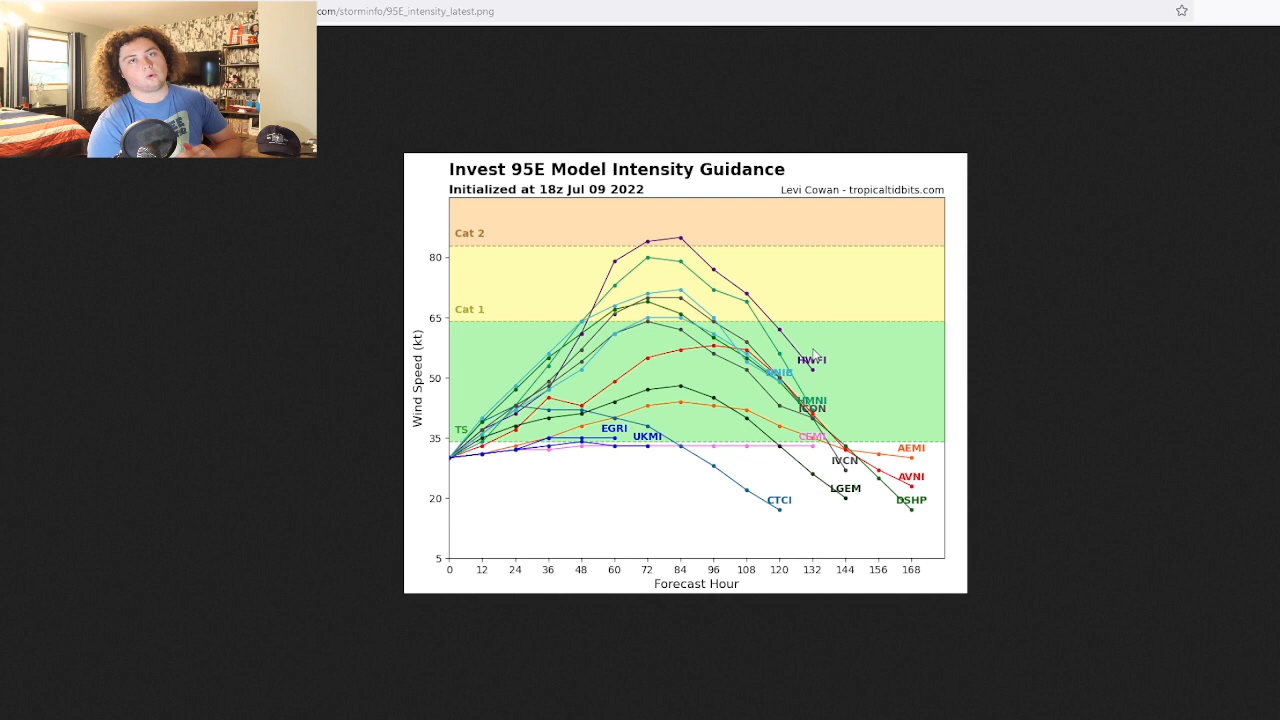 com/storminfo/95E_intensity_latest.png
Invest 95E Model Intensity Guidance
Initialized at 18z Jul 09 2022
Levi Cowan - tropicaltidbits.com
Cat 2
80
Cat 1
65
HWFI
50
HMNI
ICON
TS
EGRI
35
UKMI
CEMI
AEMI
IVCN
AVNI
LGEM
20
CTCI
DSHP
5
0 12 24 36 48 60 72 84 96 108 120 132 144 156 168
Wind Speed (kt)
Forecast Hour